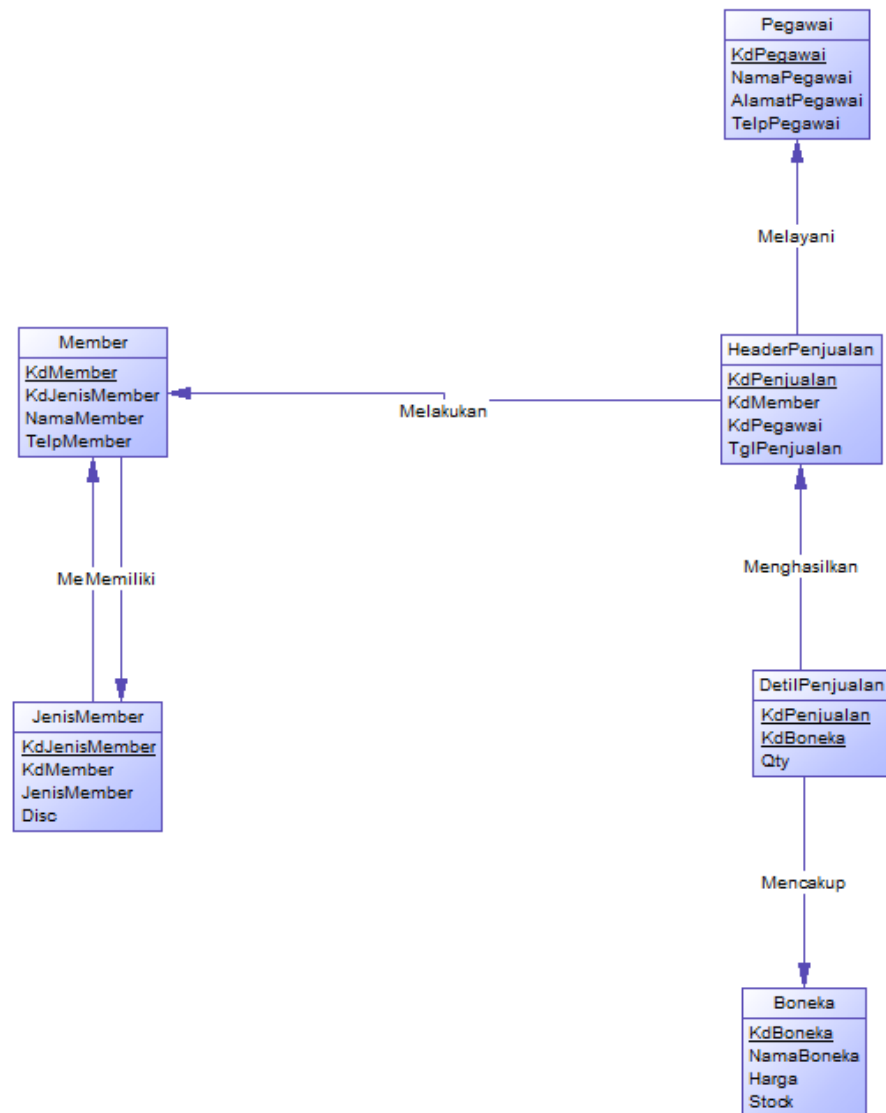 Pegawai
KdPegawai
NamaPegawai
AlamatPegawai
TelpPegawai
Melayani
Member
KdMember
KdJenisMember
NamaMember
TelpMember
Melakukan
HeaderPenjualan
KdPenjualan
KdMember
KdPegawai
TglPenjualan
MeMemiliki
Menghasilkan
JenisMember
KdJenisMember
KdMember
JenisMember
Disc
DetilPenjualan
KdPenjualan
KdBoneka
Qty
Mencakup
Boneka
KdBoneka
NamaBoneka
Harga
Stock